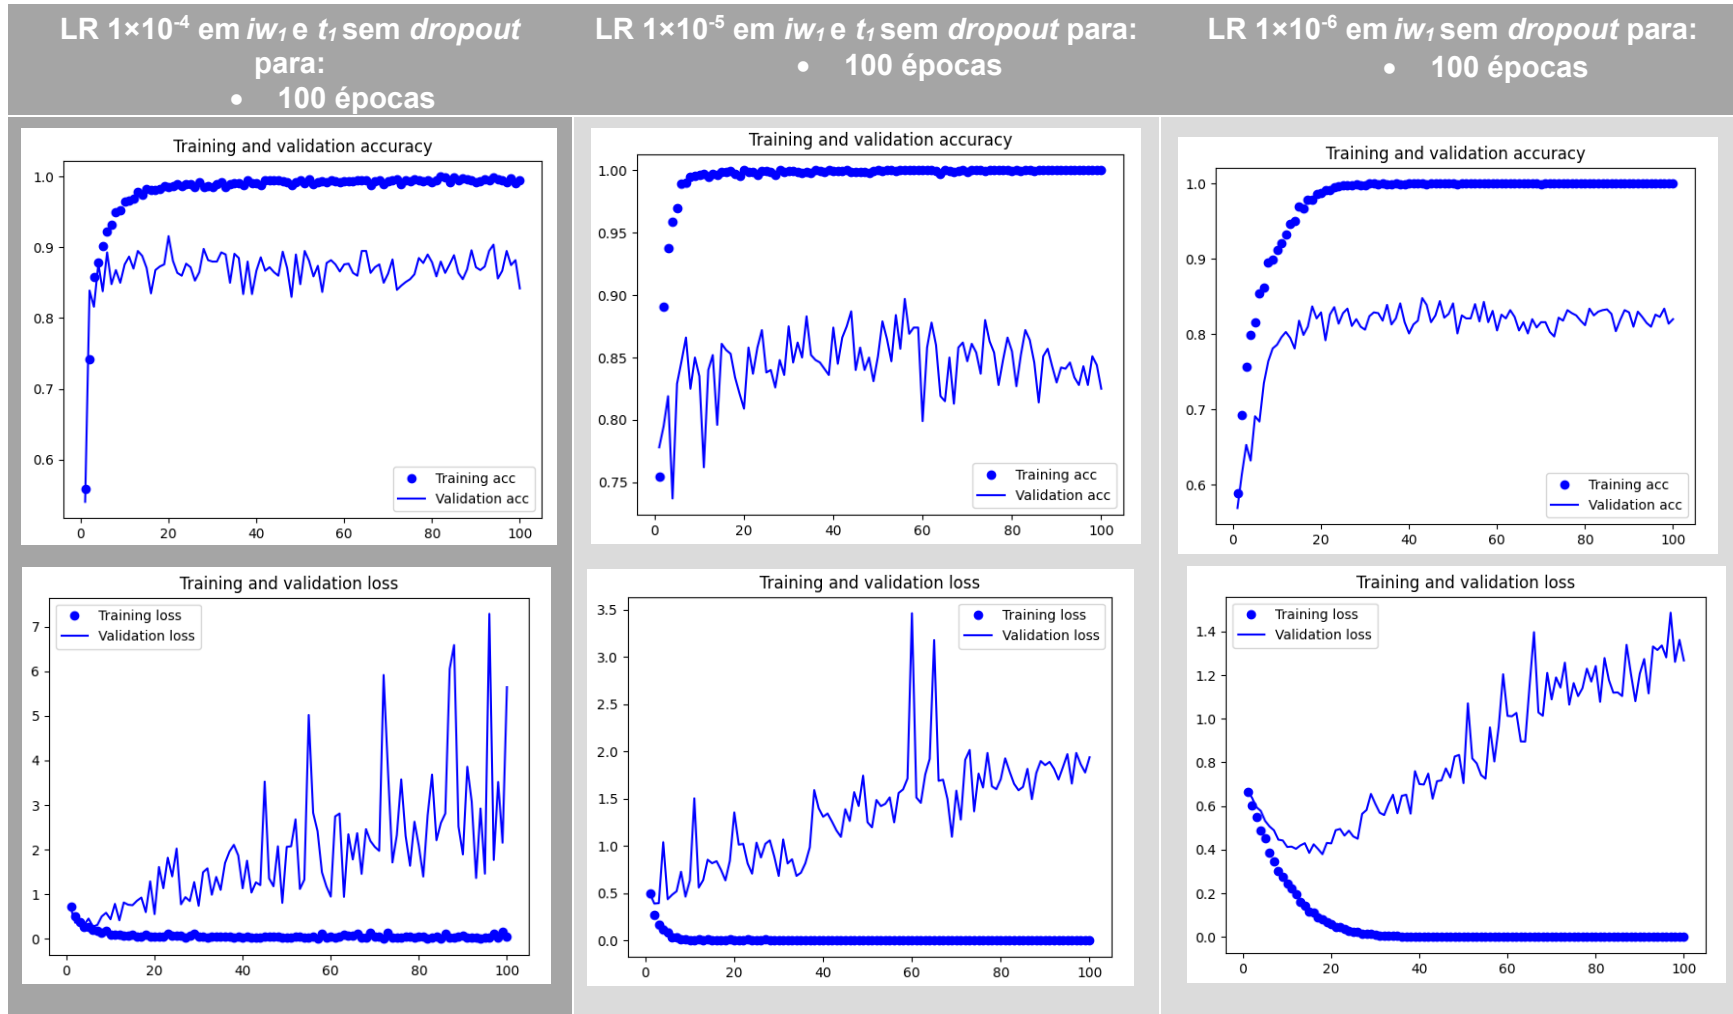 LR 1×10⁻⁴ em iw₁ e t₁ sem dropout
para:
• 100 épocas
LR 1×10⁻⁵ em iw₁ e t₁ sem dropout para:
• 100 épocas
LR 1×10⁻⁶ em iw₁ sem dropout para:
• 100 épocas
Training and validation accuracy
1.0
0.9
0.8
0.7
0.6
Training acc
Validation acc
0 20 40 60 80 100
Training and validation accuracy
1.00
0.95
0.90
0.85
0.80
0.75
Training acc
Validation acc
0 20 40 60 80 100
Training and validation accuracy
1.0
0.9
0.8
0.7
0.6
Training acc
Validation acc
0 20 40 60 80 100
Training and validation loss
Training loss
Validation loss
7
6
5
4
3
2
1
0
0 20 40 60 80 100
Training and validation loss
Training loss
Validation loss
3.5
3.0
2.5
2.0
1.5
1.0
0.5
0.0
0 20 40 60 80 100
Training and validation loss
Training loss
Validation loss
1.4
1.2
1.0
0.8
0.6
0.4
0.2
0.0
0 20 40 60 80 100